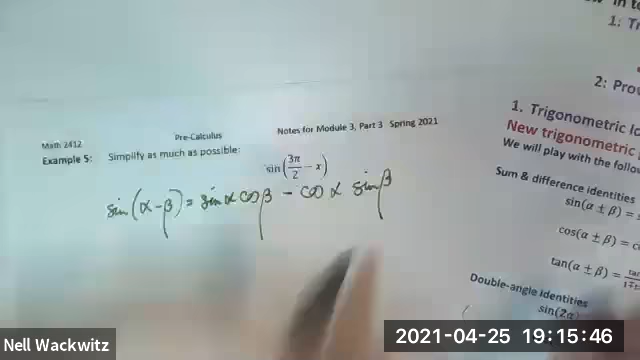 1: Tr
2: Prov
Math 2412
Pre-Calculus
Notes for Module 3, Part 3 Spring 2021
Example 5: Simplify as much as possible:
sin(3π/2 − x)
sin(α−β) = sin α cos β − cos α sin β
1. Trigonometric Id
New trigonometric
We will play with the follow
Sum & difference identities
sin(α ± β) = s
cos(α ± β) = c
tan(α ± β) = tan
Double-angle identities
sin(2α)
Nell Wackwitz
2021-04-25 19:15:46